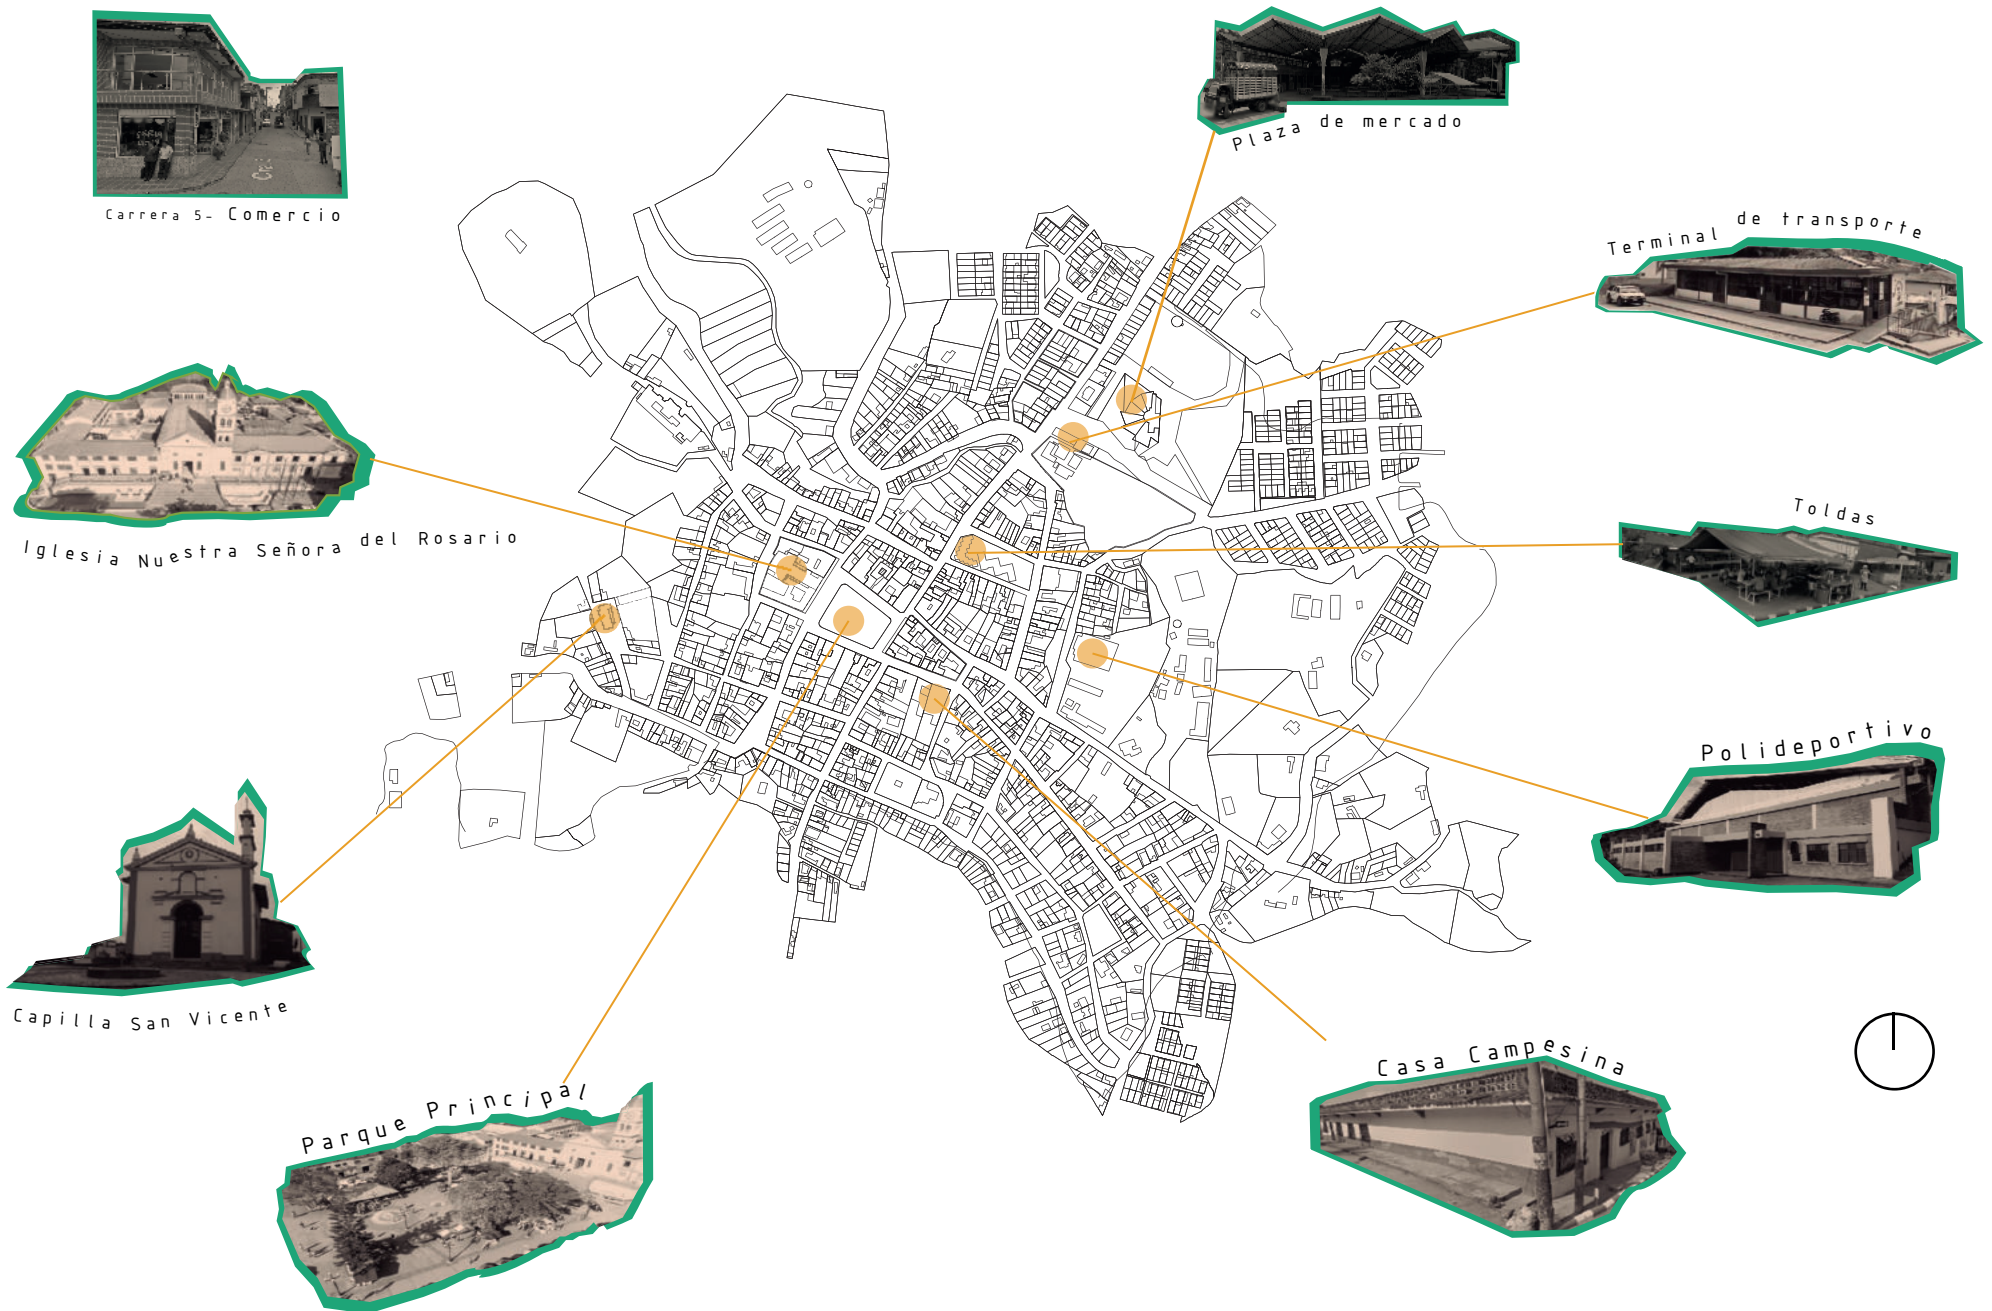 Plaza de mercado
Carrera 5- Comercio
Terminal de transporte
Toldas
Iglesia Nuestra Señora del Rosario
Polideportivo
Capilla San Vicente
Casa Campesina
Parque Principal